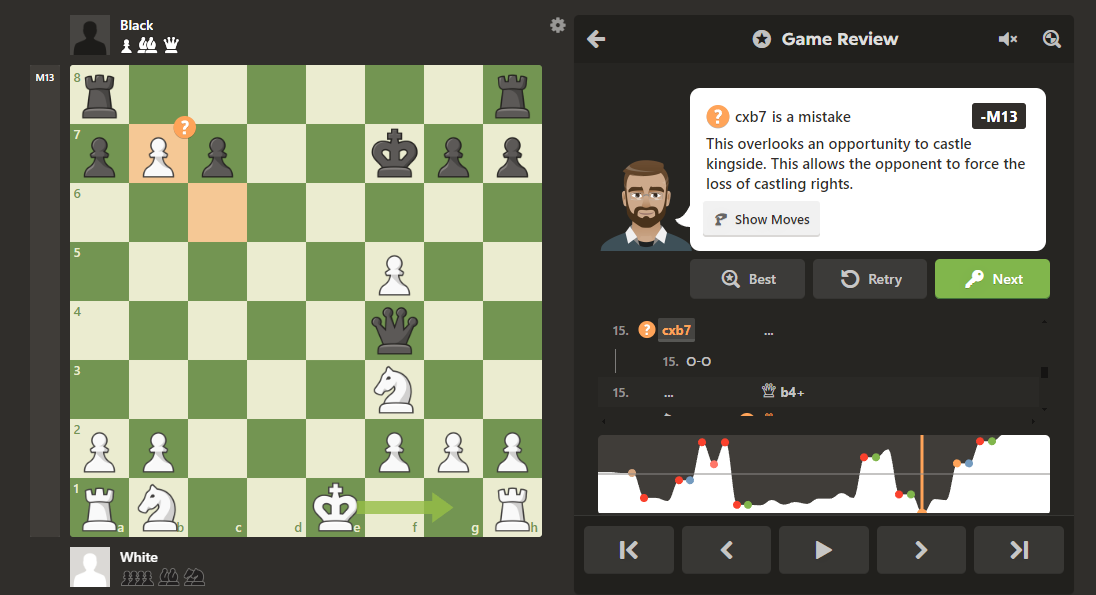 Black
M13
8
7
6
5
4
3
2
1
a
b
c
d
e
f
g
h
?
White
Game Review
? cxb7 is a mistake
-M13
This overlooks an opportunity to castle
kingside. This allows the opponent to force the
loss of castling rights.
Show Moves
Best
Retry
Next
15. ? cxb7 ...
15. O-O
15. ... b4+